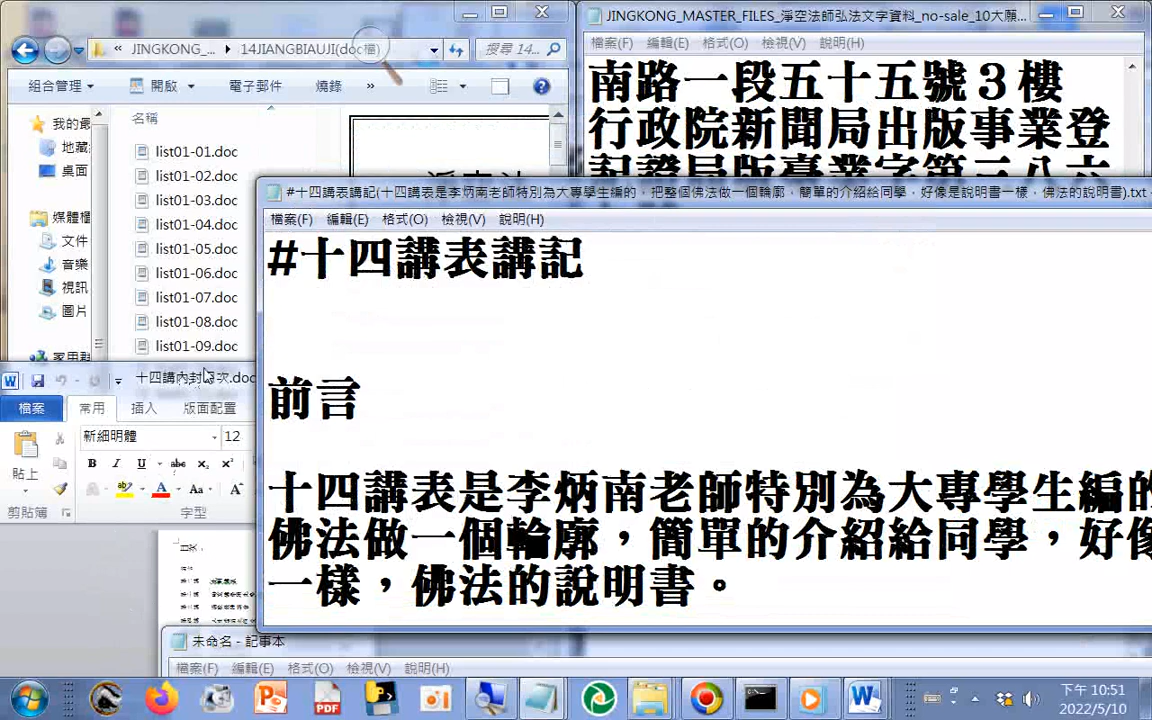 JINGKONG_...
14JIANGBIAUJI(doc檔)
搜尋 14...
組合管理
開啟
電子郵件
燒錄
»
我的最
地藏
桌面
媒體櫃
文件
音樂
視訊
圖片
名稱
list01-01.doc
list01-02.doc
list01-03.doc
list01-04.doc
list01-05.doc
list01-06.doc
list01-07.doc
list01-08.doc
list01-09.doc
JINGKONG_MASTER_FILES_淨空法師弘法文字資料_no-sale_10大願...
檔案(F) 編輯(E) 格式(O) 檢視(V) 說明(H)
南路一段五十五號3樓
行政院新聞局出版事業登
記證局版臺業字第二八六
#十四講表講記(十四講表是李炳南老師特別為大專學生編的，把整個佛法做一個輪廓，簡單的介紹給同學，好像是說明書一樣，佛法的說明書).txt -
檔案(F) 編輯(E) 格式(O) 檢視(V) 說明(H)
#十四講表講記
前言
十四講表是李炳南老師特別為大專學生編的
佛法做一個輪廓，簡單的介紹給同學，好像
一樣，佛法的說明書。
檔案
常用
插入
版面配置
新細明體
12
貼上
剪貼簿
字型
未命名 - 記事本
檔案(F) 編輯(E) 格式(O) 檢視(V) 說明(H)
下午 10:51
2022/5/10